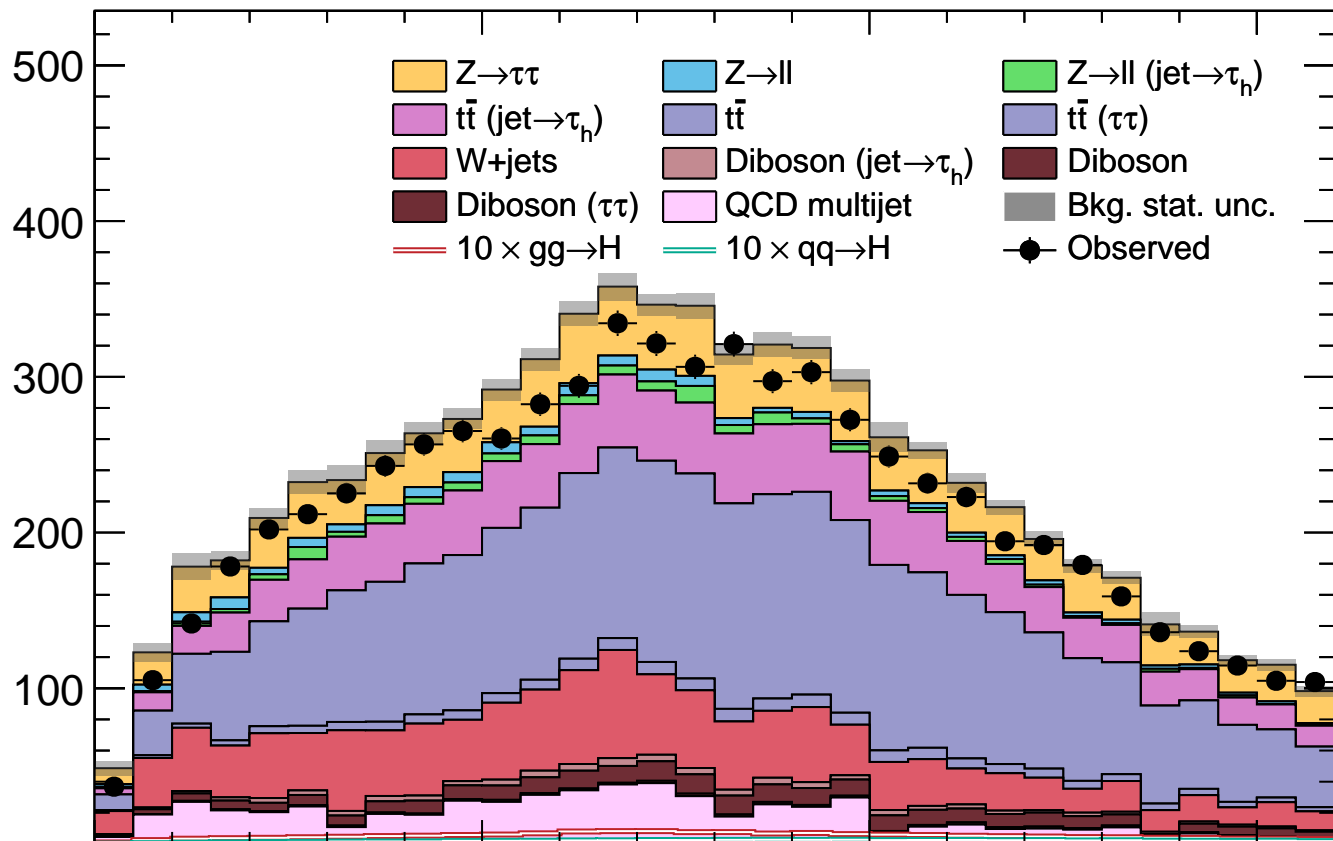 500
400
300
200
100
Z→ττ Z→ll Z→ll (jet→τh)
tt̄ (jet→τh) tt̄ tt̄ (ττ)
W+jets Diboson (jet→τh) Diboson
Diboson (ττ) QCD multijet Bkg. stat. unc.
10 × gg→H 10 × qq→H Observed